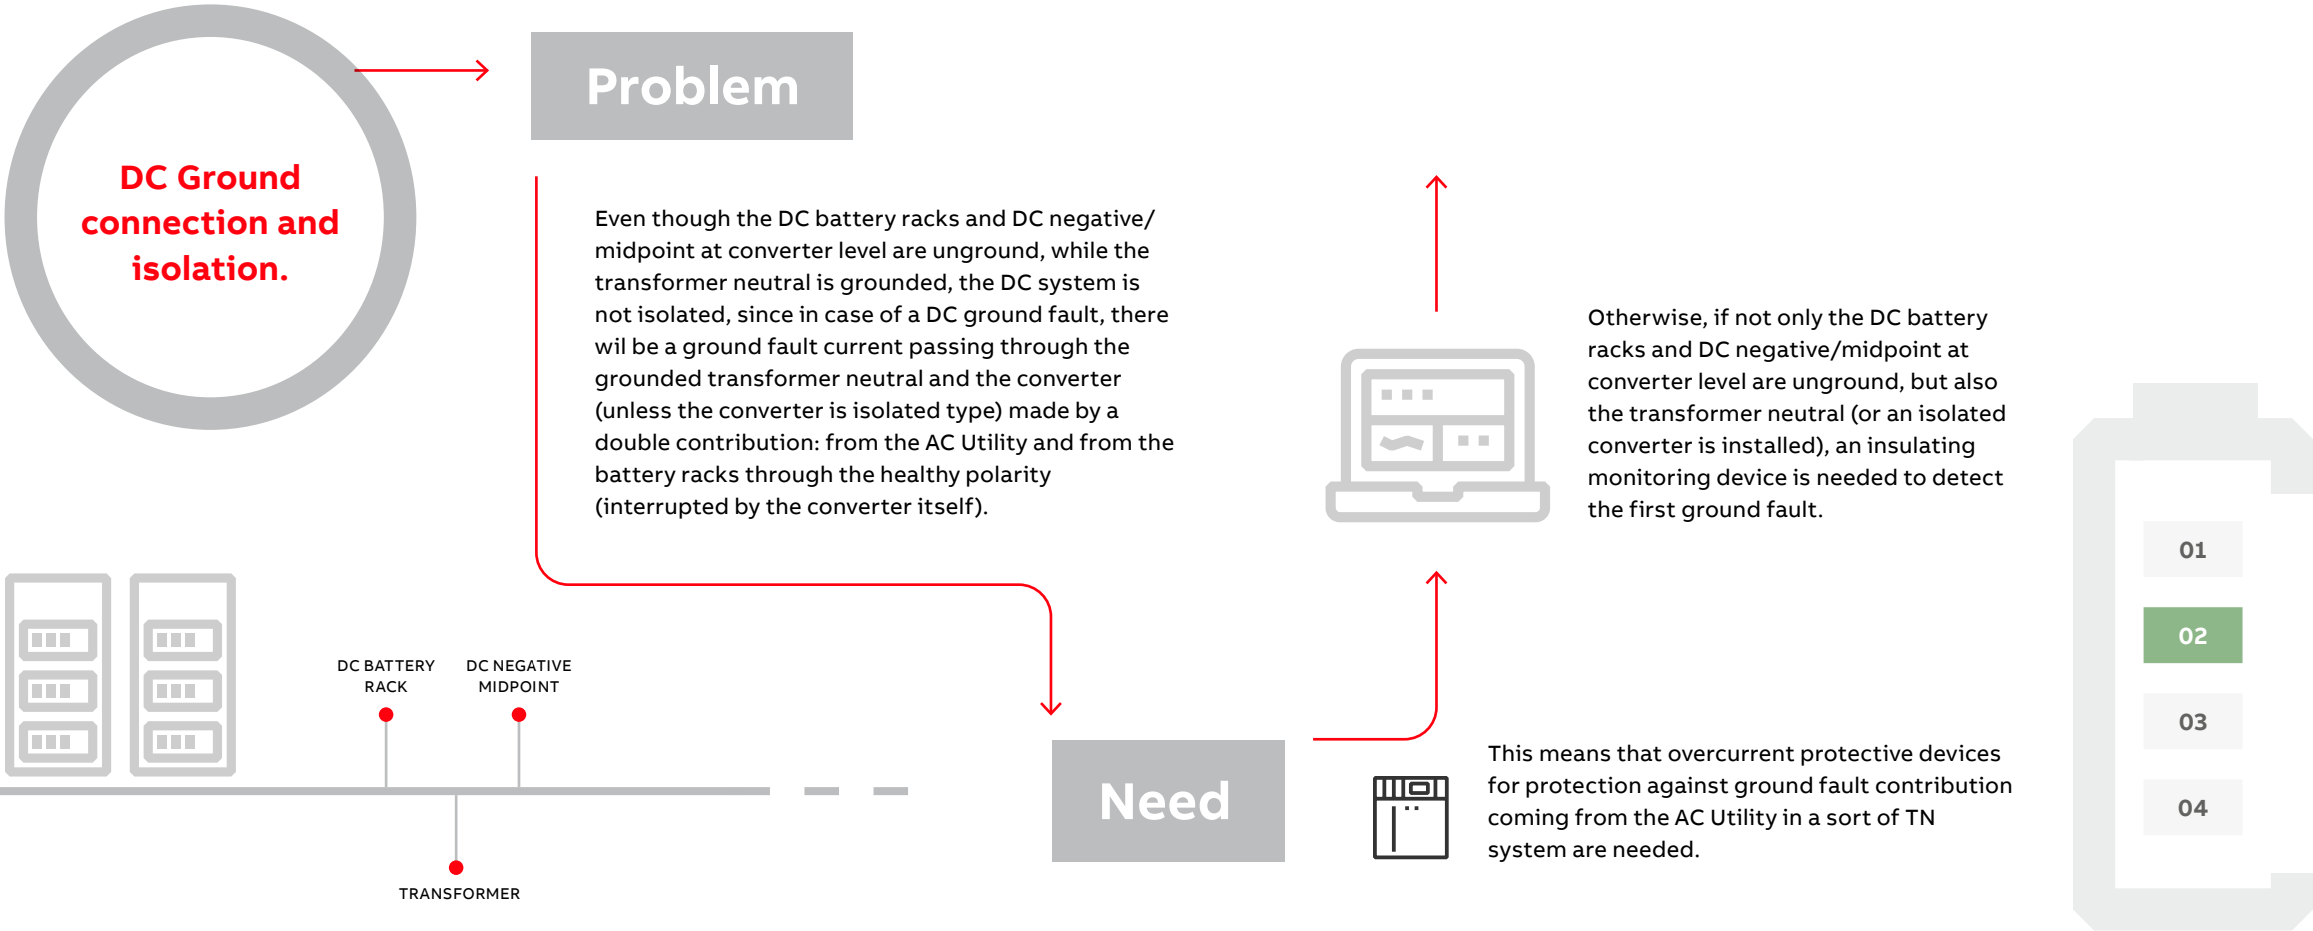 DC Ground
connection and
isolation.
Problem
Even though the DC battery racks and DC negative/
midpoint at converter level are unground, while the
transformer neutral is grounded, the DC system is
not isolated, since in case of a DC ground fault, there
wil be a ground fault current passing through the
grounded transformer neutral and the converter
(unless the converter is isolated type) made by a
double contribution: from the AC Utility and from the
battery racks through the healthy polarity
(interrupted by the converter itself).
DC BATTERY
RACK
DC NEGATIVE
MIDPOINT
TRANSFORMER
Need
This means that overcurrent protective devices
for protection against ground fault contribution
coming from the AC Utility in a sort of TN
system are needed.
Otherwise, if not only the DC battery
racks and DC negative/midpoint at
converter level are unground, but also
the transformer neutral (or an isolated
converter is installed), an insulating
monitoring device is needed to detect
the first ground fault.
01
02
03
04